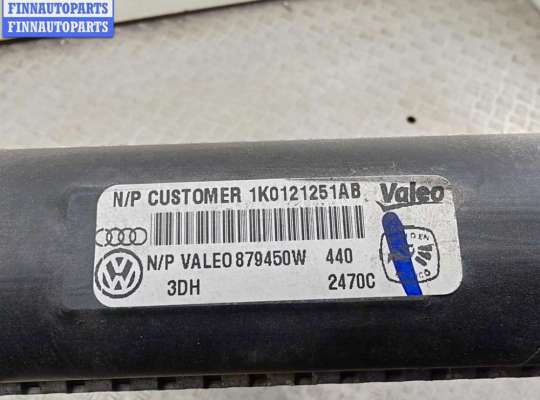 FINNAUTOPARTS
FINNAUTOPARTS
N/P CUSTOMER 1K0121251AB Valeo
N/P VALEO 879450W 440
3DH 2470C